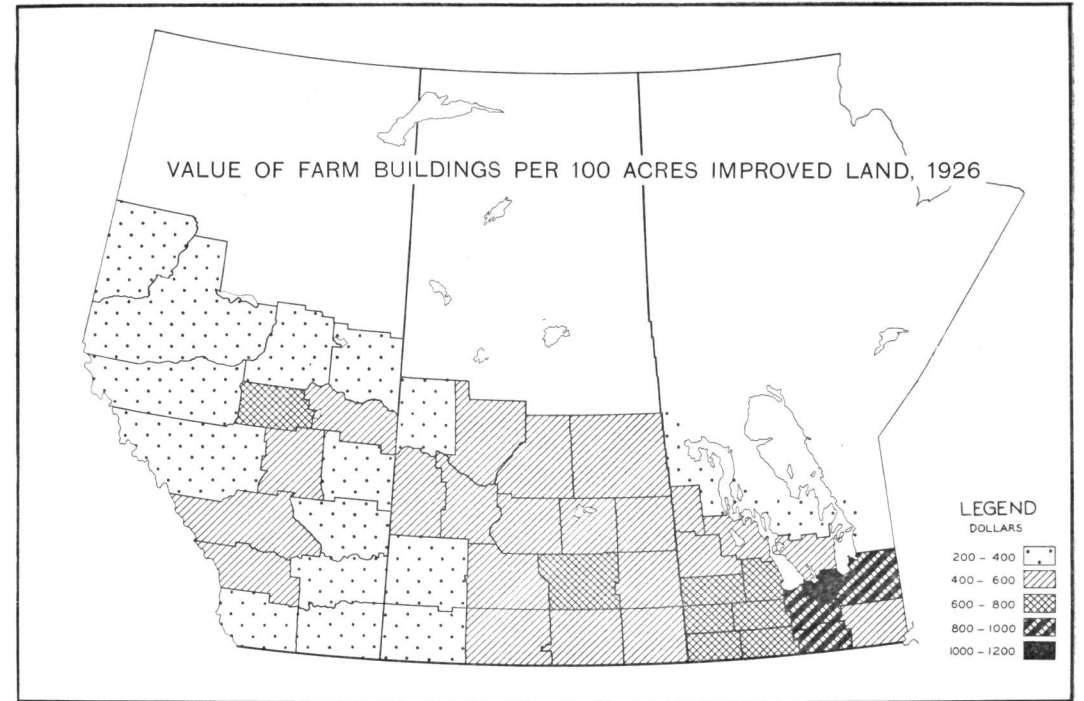 VALUE OF FARM BUILDINGS PER 100 ACRES IMPROVED LAND, 1926
LEGEND
DOLLARS
200 - 400
400 - 600
600 - 800
800 - 1000
1000 - 1200